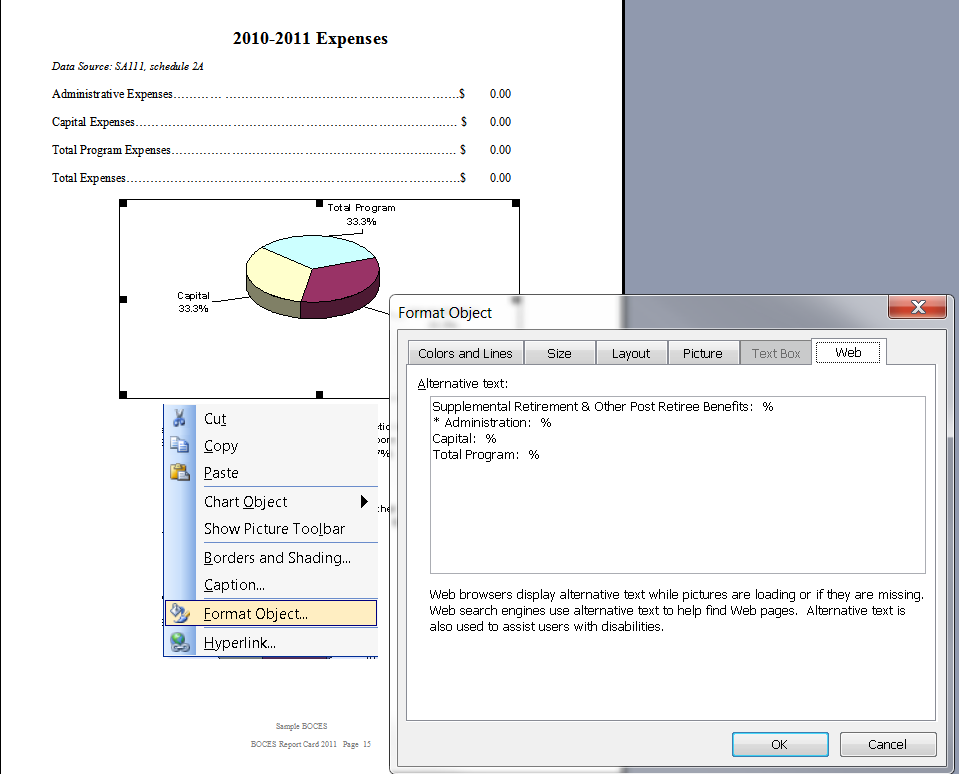 2010-2011 Expenses
Data Source: SA111, schedule 2A
Administrative Expenses.................................................................................$ 0.00
Capital Expenses........................................................................................... $ 0.00
Total Program Expenses................................................................................ $ 0.00
Total Expenses..............................................................................................$ 0.00
Total Program
33.3%
Capital
33.3%
Format Object
Colors and Lines Size Layout Picture Text Box Web
Alternative text:
Supplemental Retirement & Other Post Retiree Benefits: %
* Administration: %
Capital: %
Total Program: %
Web browsers display alternative text while pictures are loading or if they are missing.
Web search engines use alternative text to help find Web pages. Alternative text is
also used to assist users with disabilities.
OK Cancel
Cut
Copy
Paste
Chart Object
Show Picture Toolbar
Borders and Shading...
Caption...
Format Object...
Hyperlink...
Sample BOCES
BOCES Report Card 2011 Page 15